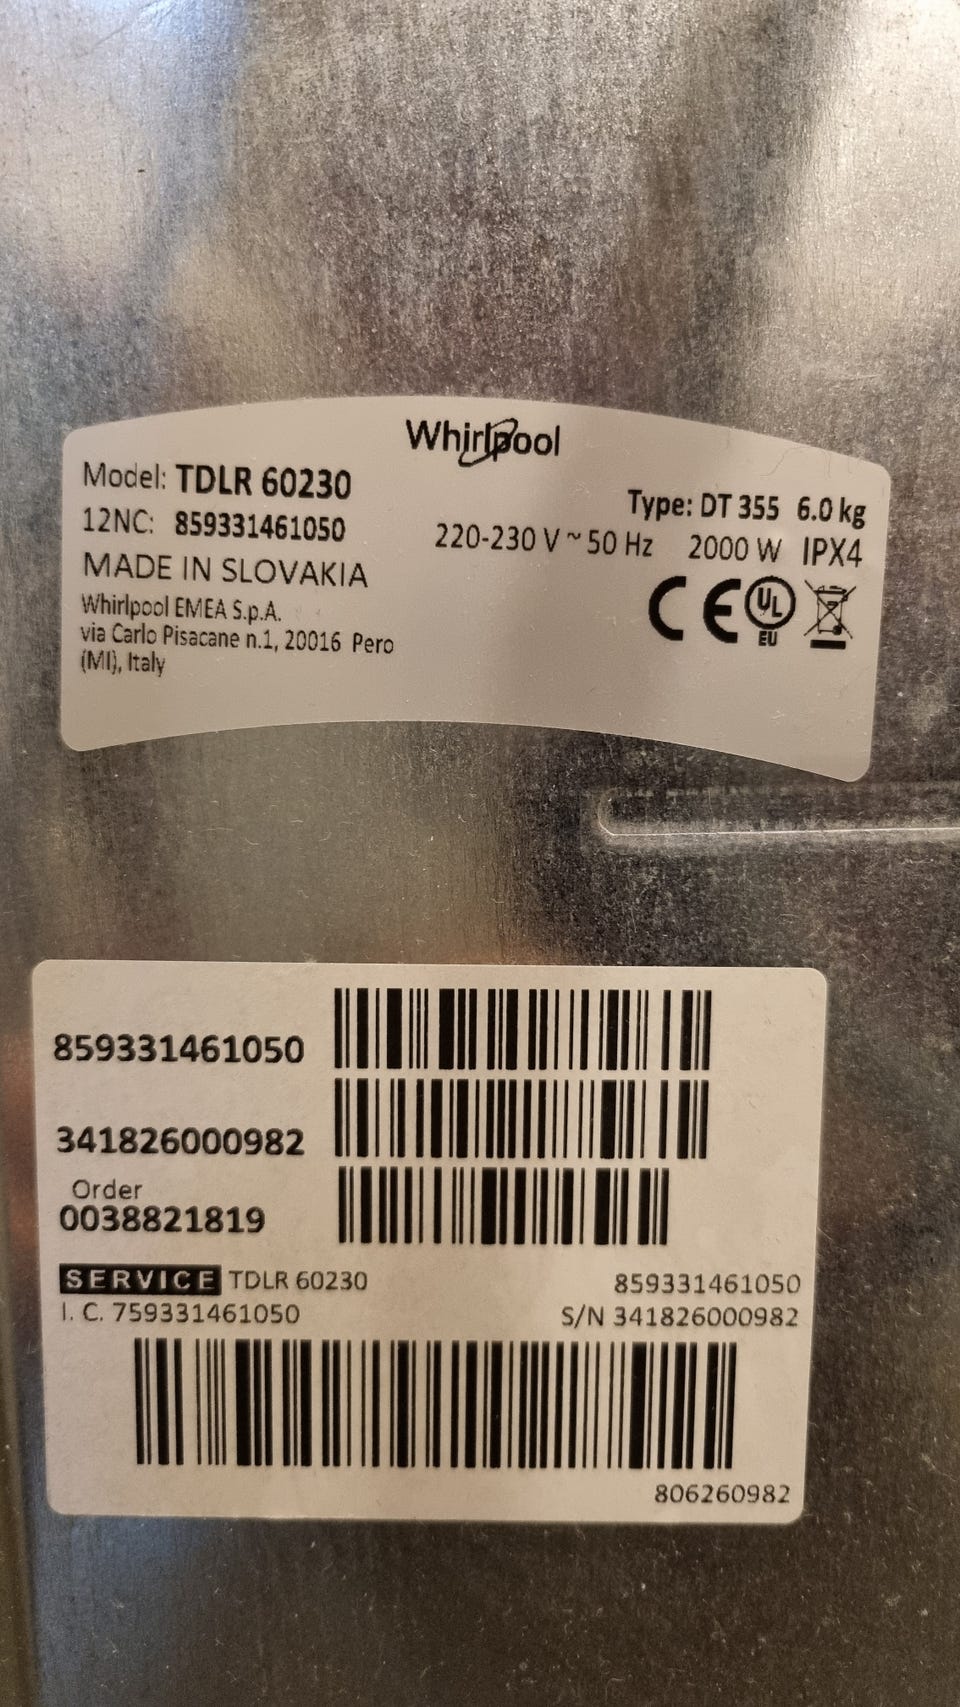 Whirlpool
Model: TDLR 60230
Type: DT 355 6.0 kg
12NC: 859331461050
220-230 V ~ 50 Hz 2000 W IPX4
MADE IN SLOVAKIA
Whirlpool EMEA S.p.A.
via Carlo Pisacane n.1, 20016 Pero
(MI), Italy
CE UL
EU
859331461050
341826000982
Order
0038821819
SERVICE TDLR 60230 859331461050
I. C. 759331461050 S/N 341826000982
806260982